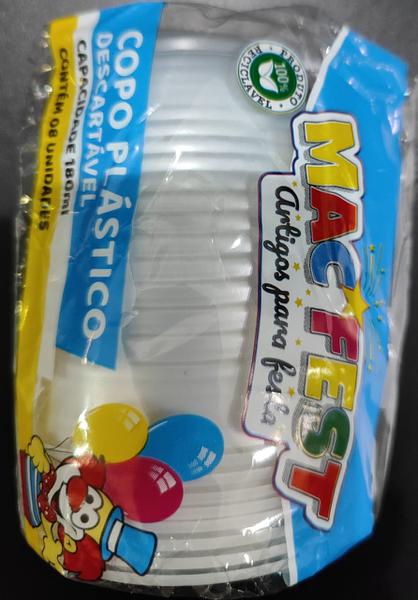 COPO PLÁSTICO
DESCARTÁVEL
CAPACIDADE 180ml
CONTÉM 08 UNIDADES
PRODUTO
100%
RECICLÁVEL
MAC FEST
artigos para festa